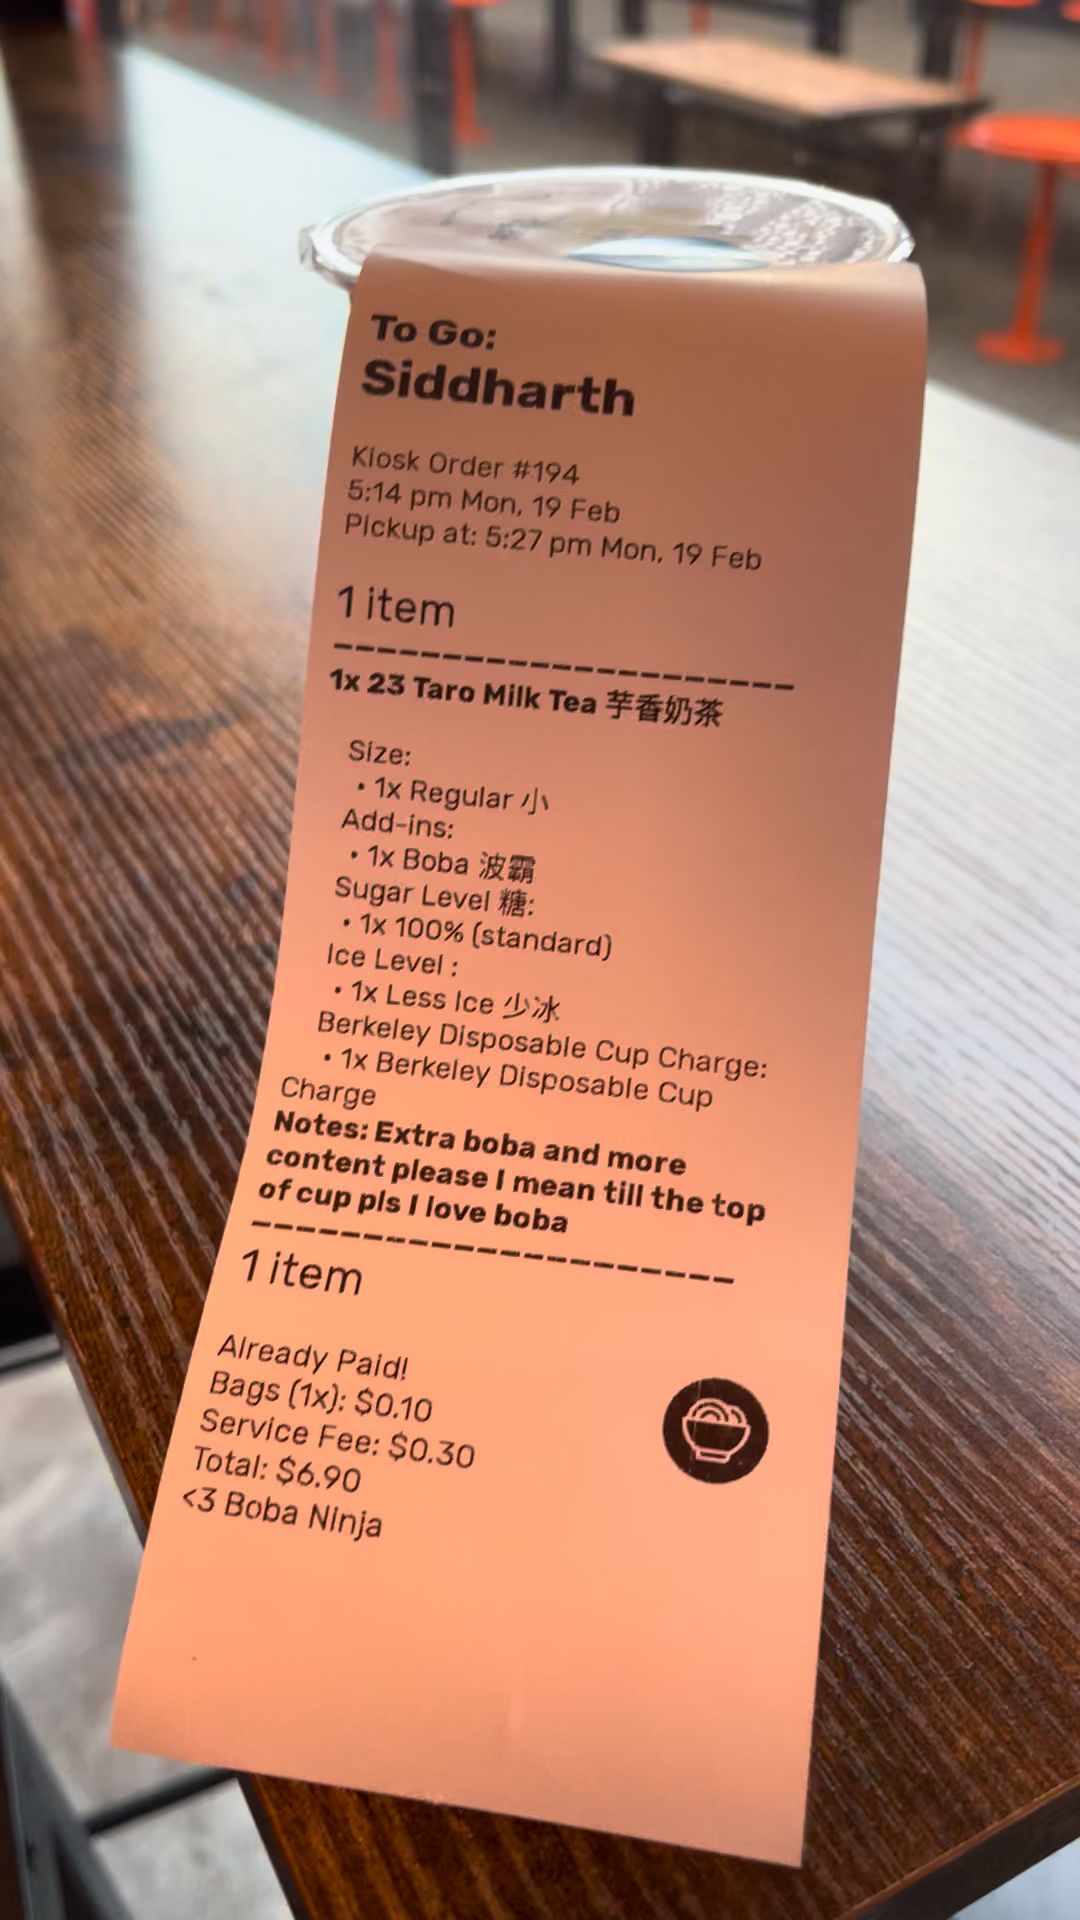 To Go:
Siddharth
Kiosk Order #194
5:14 pm Mon, 19 Feb
Pickup at: 5:27 pm Mon, 19 Feb
1 item
--------------------
1x 23 Taro Milk Tea 芋香奶茶
Size:
• 1x Regular 小
Add-ins:
• 1x Boba 波霸
Sugar Level 糖:
• 1x 100% (standard)
Ice Level :
• 1x Less Ice 少冰
Berkeley Disposable Cup Charge:
• 1x Berkeley Disposable Cup
Charge
Notes: Extra boba and more
content please I mean till the top
of cup pls I love boba
--------------------
1 item
Already Paid!
Bags (1x): $0.10
Service Fee: $0.30
Total: $6.90
<3 Boba Ninja